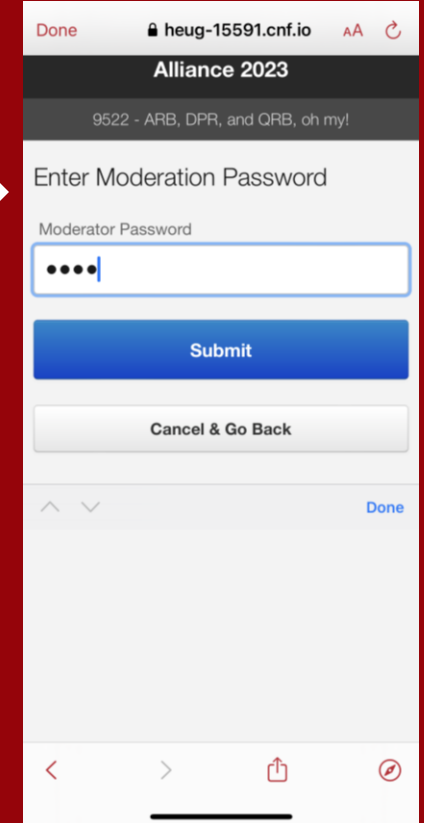 Done heug-15591.cnf.io AA
Alliance 2023
9522 - ARB, DPR, and QRB, oh my!
Enter Moderation Password
Moderator Password
••••
Submit
Cancel & Go Back
Done